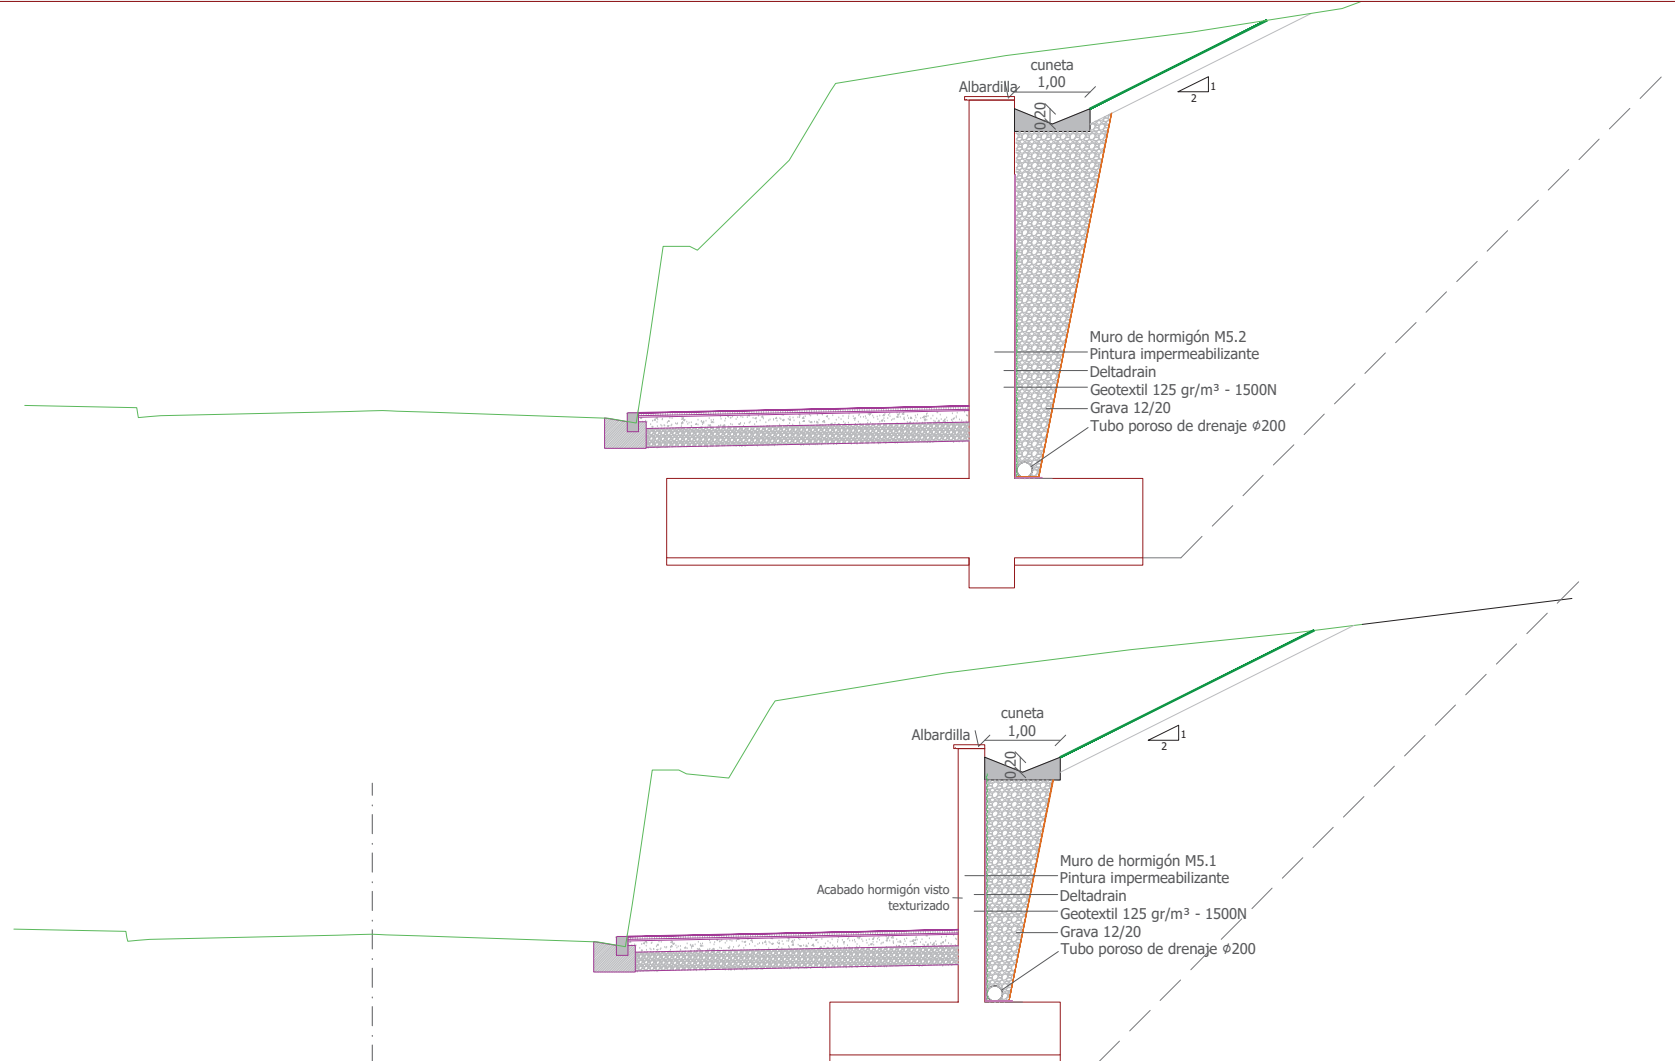 cuneta
1,00
Albardilla
0,20
1
2
Muro de hormigón M5.2
Pintura impermeabilizante
Deltadrain
Geotextil 125 gr/m³ - 1500N
Grava 12/20
Tubo poroso de drenaje Ø200
cuneta
1,00
Albardilla
0,20
1
2
Muro de hormigón M5.1
Pintura impermeabilizante
Acabado hormigón visto
texturizado
Deltadrain
Geotextil 125 gr/m³ - 1500N
Grava 12/20
Tubo poroso de drenaje Ø200